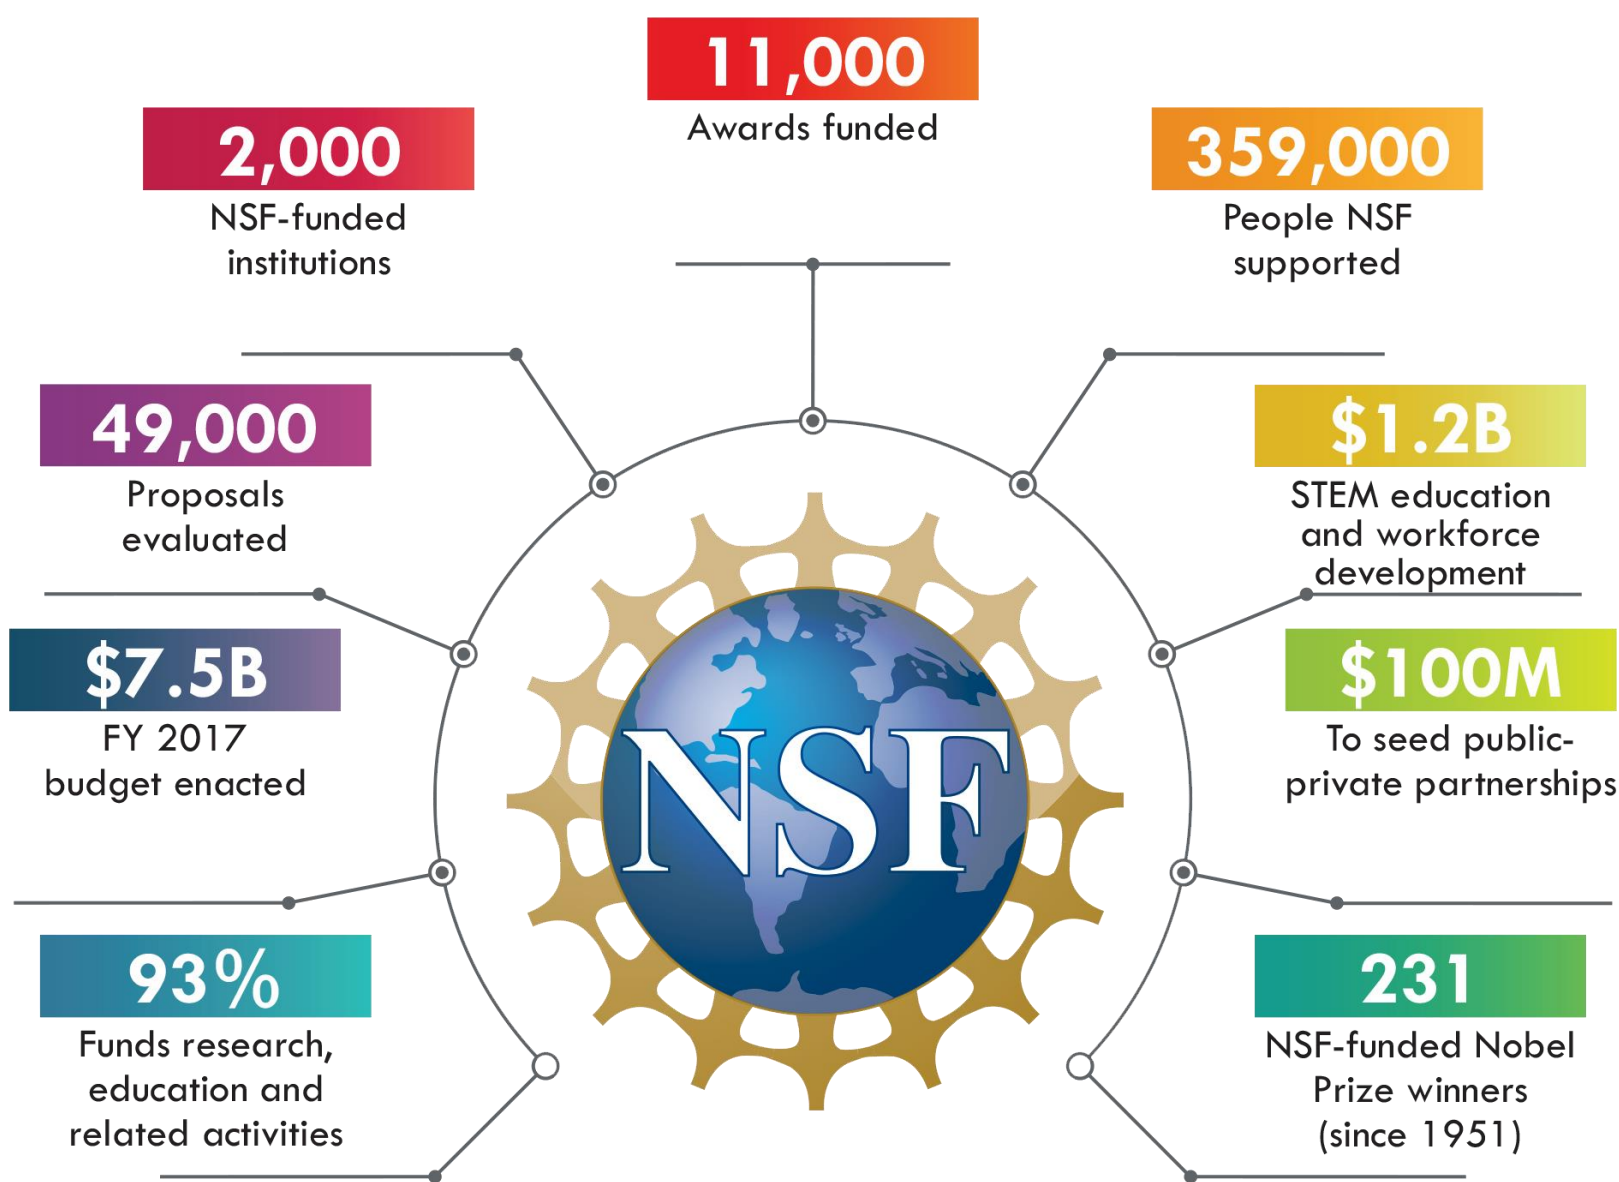 11,000
Awards funded
2,000
NSF-funded
institutions
359,000
People NSF
supported
49,000
Proposals
evaluated
$1.2B
STEM education
and workforce
development
$7.5B
FY 2017
budget enacted
$100M
To seed public-
private partnerships
NSF
93%
Funds research,
education and
related activities
231
NSF-funded Nobel
Prize winners
(since 1951)